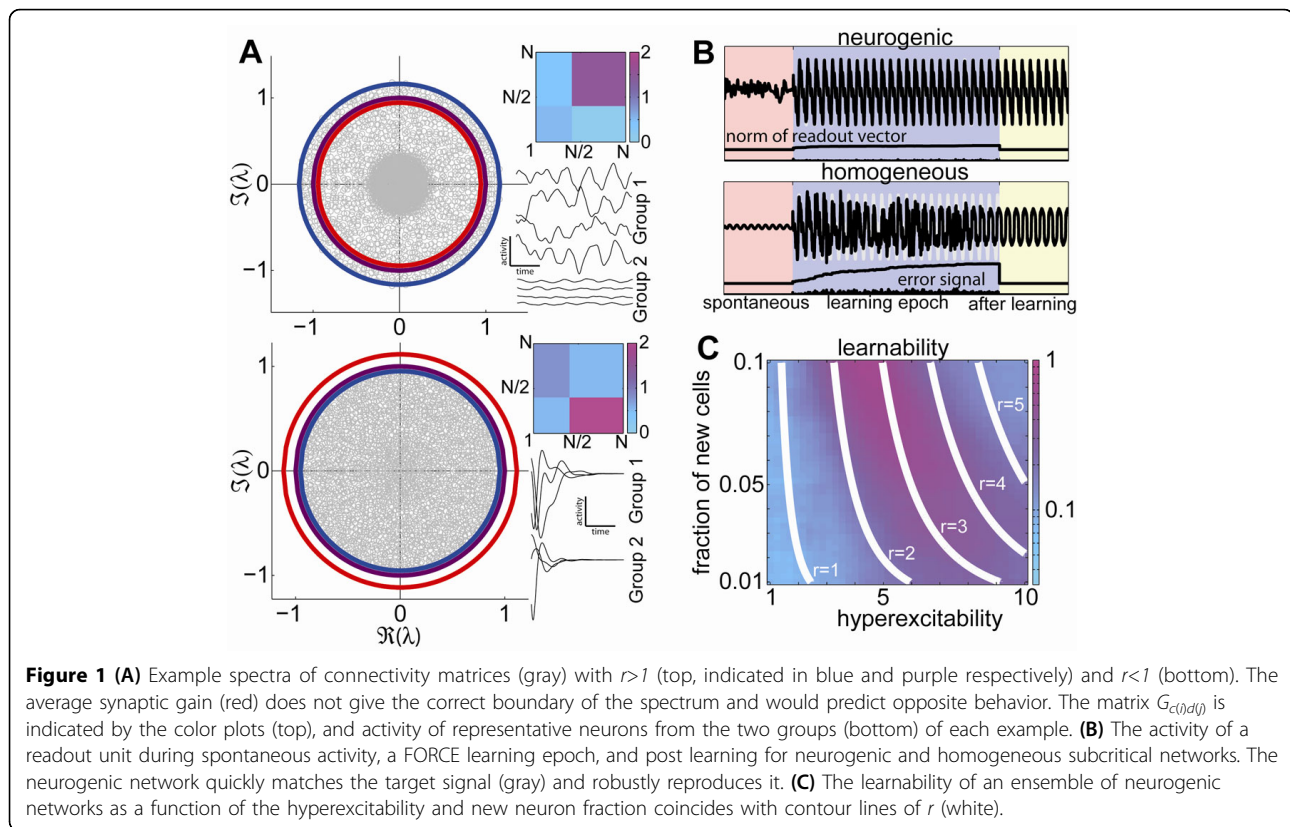 A
ℑ(λ)
1
0
−1
−1 0 1
N
N/2
1 N/2 N
2
1
0
Group 1
activity
time
Group 2
ℑ(λ)
1
0
−1
−1 0 1
ℜ(λ)
N
N/2
1 N/2 N
2
1
0
Group 1
activity
time
Group 2
B
neurogenic
norm of readout vector
homogeneous
error signal
spontaneous learning epoch after learning
C
learnability
fraction of new cells
0.1
0.05
0.01
r=1
r=2
r=3
r=4
r=5
1 5 10
hyperexcitability
1
0.1
Figure 1 (A) Example spectra of connectivity matrices (gray) with r>1 (top, indicated in blue and purple respectively) and r<1 (bottom). The
average synaptic gain (red) does not give the correct boundary of the spectrum and would predict opposite behavior. The matrix Gc(i)d(j) is
indicated by the color plots (top), and activity of representative neurons from the two groups (bottom) of each example. (B) The activity of a
readout unit during spontaneous activity, a FORCE learning epoch, and post learning for neurogenic and homogeneous subcritical networks. The
neurogenic network quickly matches the target signal (gray) and robustly reproduces it. (C) The learnability of an ensemble of neurogenic
networks as a function of the hyperexcitability and new neuron fraction coincides with contour lines of r (white).